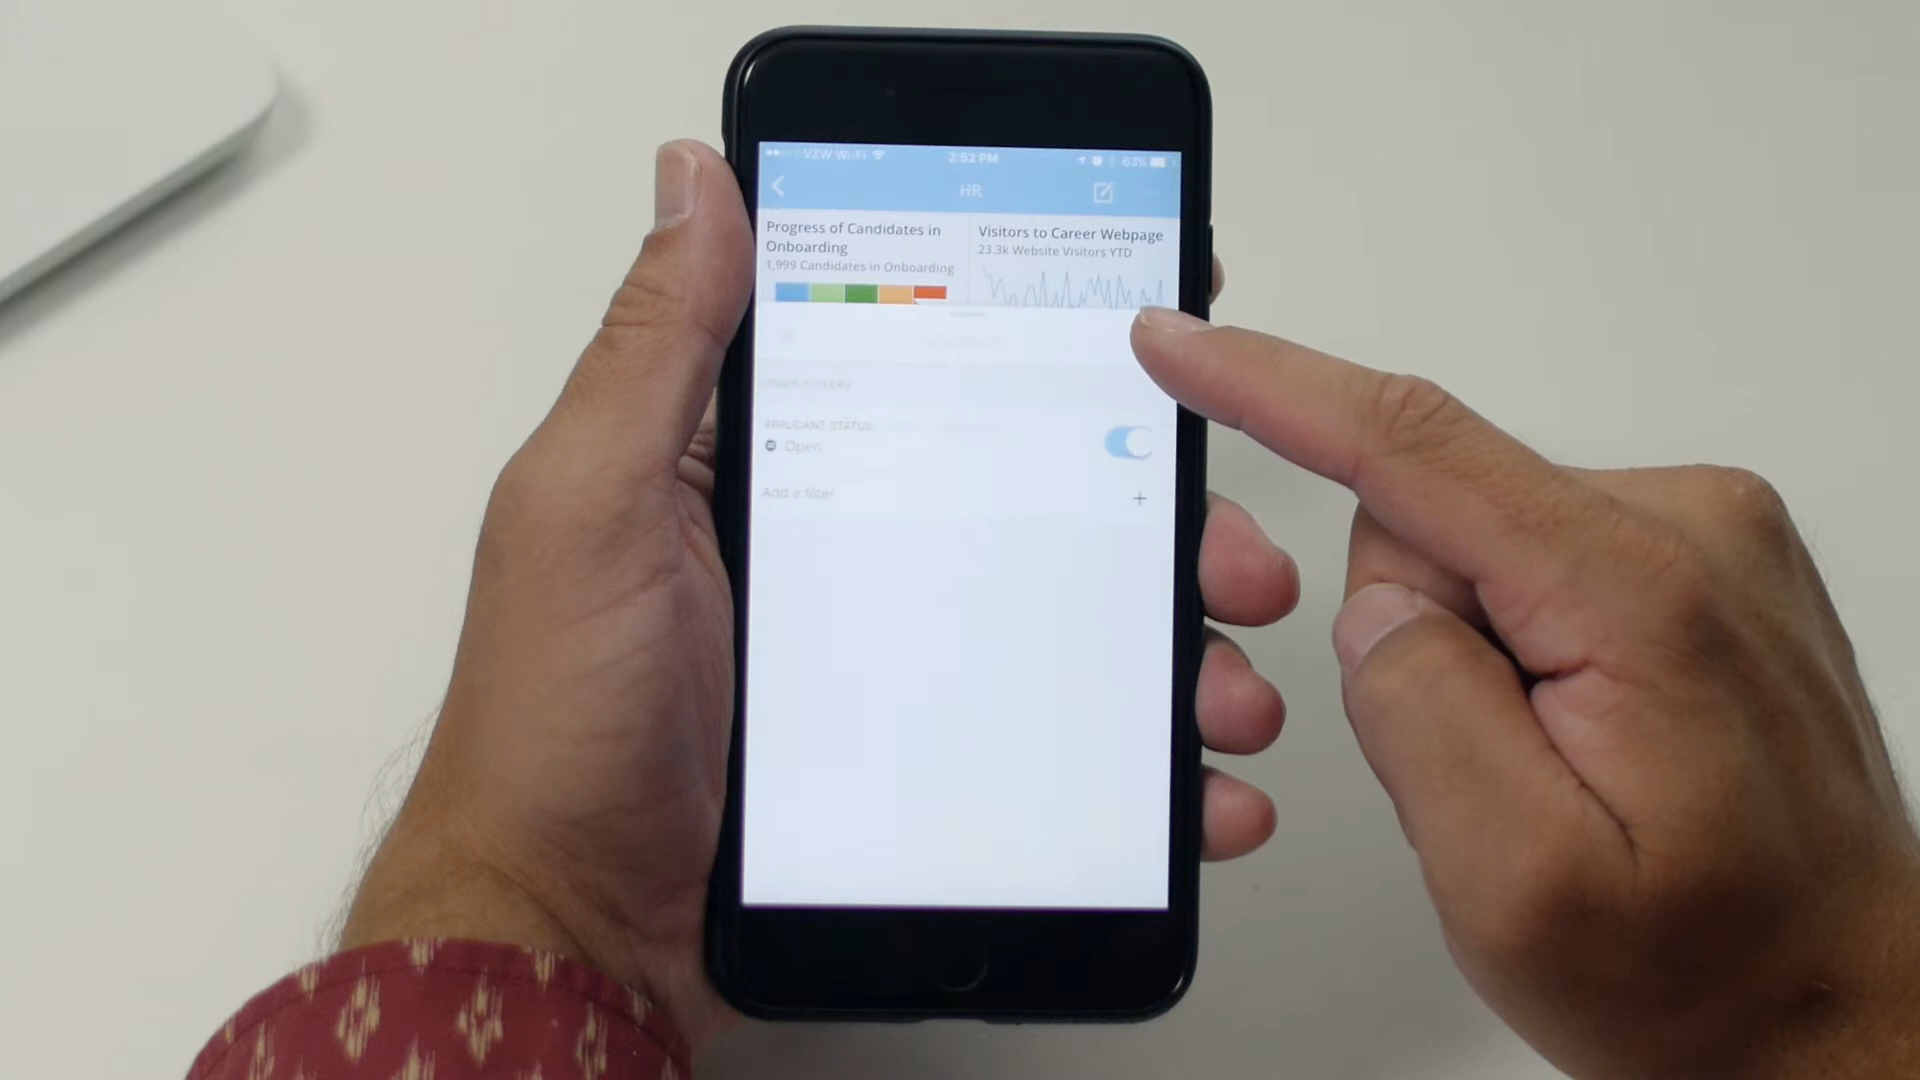 VZW Wi-Fi 2:52 PM 63%
HR
Progress of Candidates in
Onboarding
1,999 Candidates in Onboarding
Visitors to Career Webpage
23.3k Website Visitors YTD
APPLICANT STATUS
Open
Add a filter
+